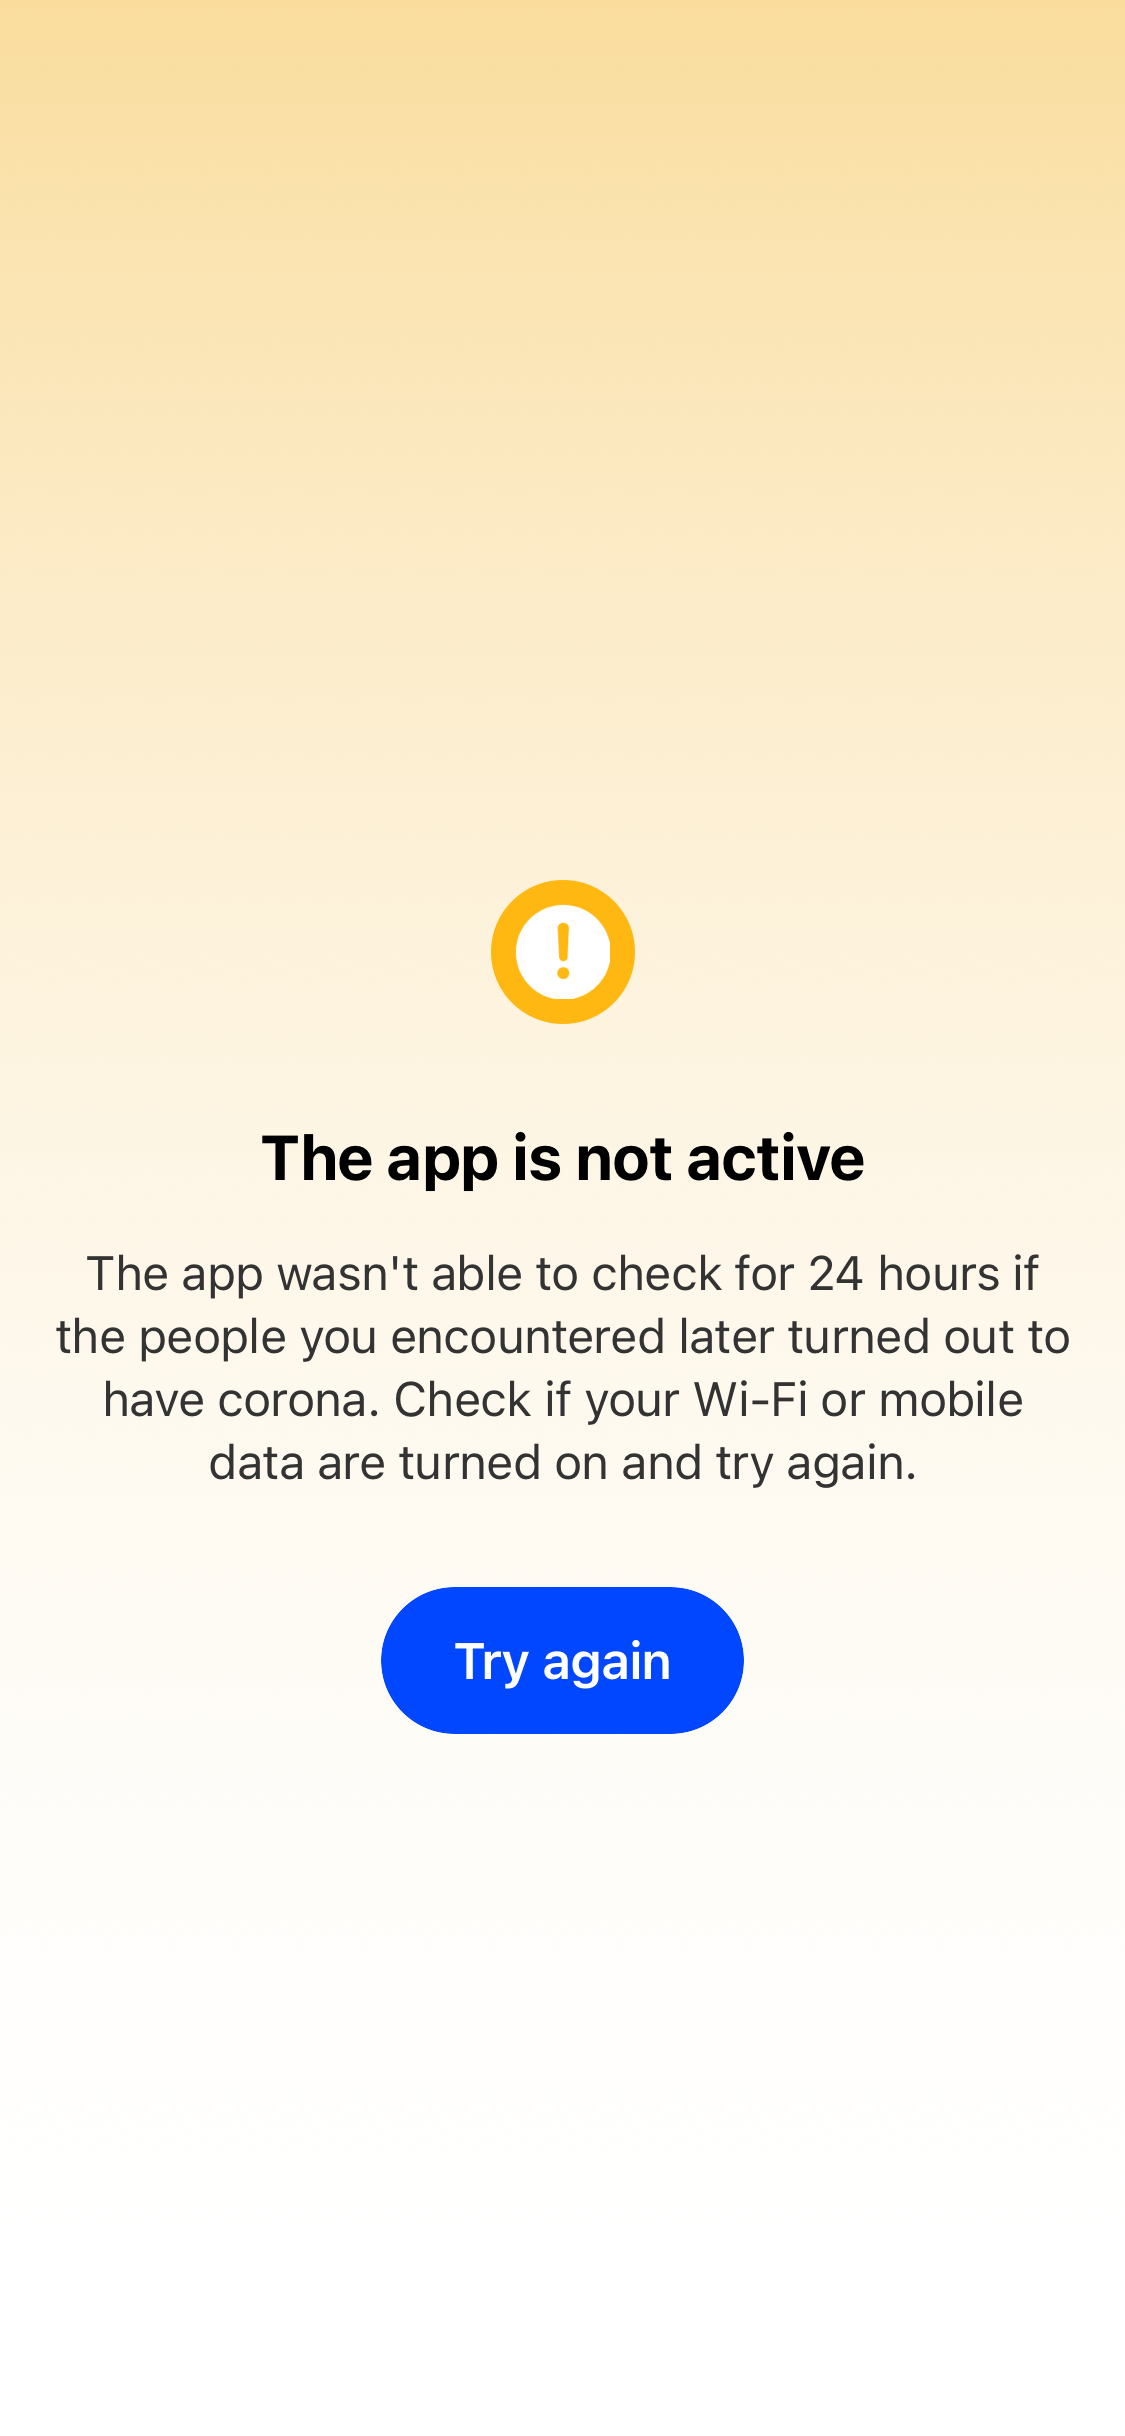 The app is not active
The app wasn't able to check for 24 hours if
the people you encountered later turned out to
have corona. Check if your Wi-Fi or mobile
data are turned on and try again.
Try again